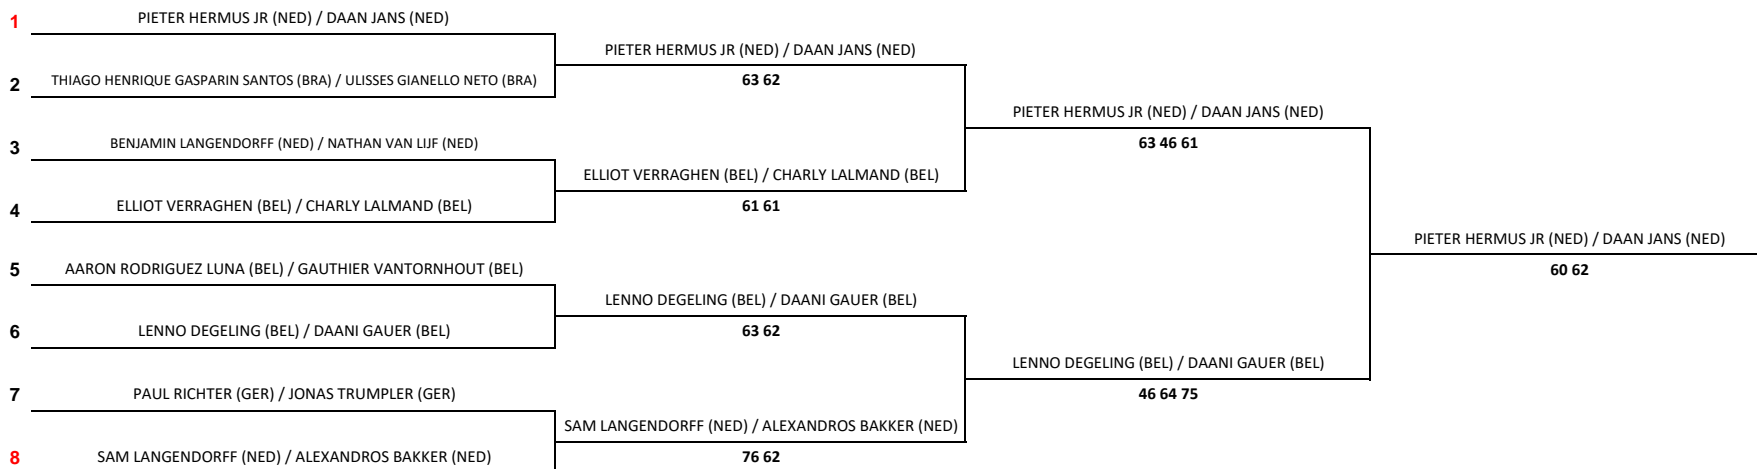 1 PIETER HERMUS JR (NED) / DAAN JANS (NED)
PIETER HERMUS JR (NED) / DAAN JANS (NED)
2 THIAGO HENRIQUE GASPARIN SANTOS (BRA) / ULISSES GIANELLO NETO (BRA)
63 62
PIETER HERMUS JR (NED) / DAAN JANS (NED)
3 BENJAMIN LANGENDORFF (NED) / NATHAN VAN LIJF (NED)
63 46 61
ELLIOT VERRAGHEN (BEL) / CHARLY LALMAND (BEL)
4 ELLIOT VERRAGHEN (BEL) / CHARLY LALMAND (BEL)
61 61
PIETER HERMUS JR (NED) / DAAN JANS (NED)
5 AARON RODRIGUEZ LUNA (BEL) / GAUTHIER VANTORNHOUT (BEL)
60 62
LENNO DEGELING (BEL) / DAANI GAUER (BEL)
6 LENNO DEGELING (BEL) / DAANI GAUER (BEL)
63 62
LENNO DEGELING (BEL) / DAANI GAUER (BEL)
7 PAUL RICHTER (GER) / JONAS TRUMPLER (GER)
46 64 75
SAM LANGENDORFF (NED) / ALEXANDROS BAKKER (NED)
8 SAM LANGENDORFF (NED) / ALEXANDROS BAKKER (NED)
76 62